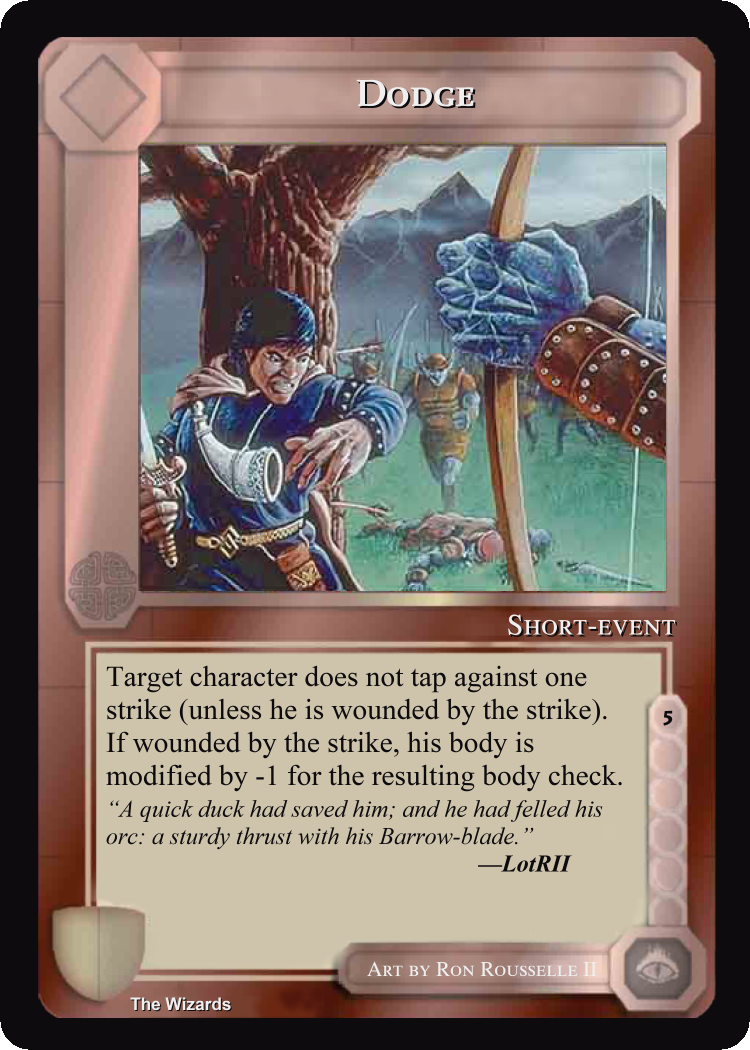 Dodge
Short-event
Target character does not tap against one
strike (unless he is wounded by the strike).
If wounded by the strike, his body is
modified by -1 for the resulting body check.
“A quick duck had saved him; and he had felled his
orc: a sturdy thrust with his Barrow-blade.”
—LotRII
5
Art by Ron Rousselle II
The Wizards